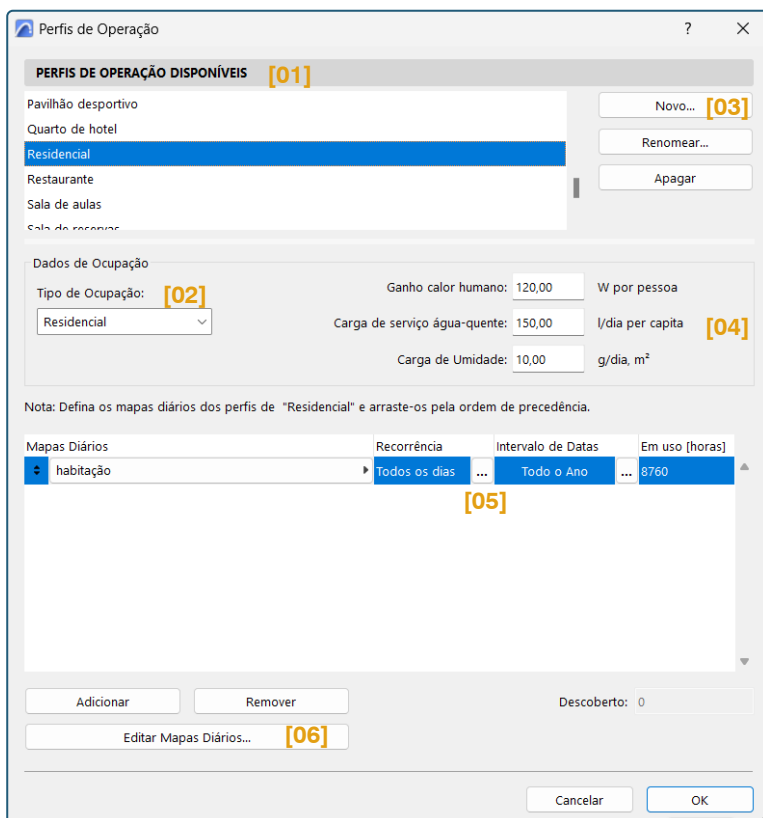 Perfis de Operação
?
PERFIS DE OPERAÇÃO DISPONÍVEIS [01]
Pavilhão desportivo
Quarto de hotel
Residencial
Restaurante
Sala de aulas
Sala de reservas
Novo... [03]
Renomear...
Apagar
Dados de Ocupação
Tipo de Ocupação: [02]
Residencial
Ganho calor humano: 120,00 W por pessoa
Carga de serviço água-quente: 150,00 l/dia per capita [04]
Carga de Umidade: 10,00 g/dia, m²
Nota: Defina os mapas diários dos perfis de "Residencial" e arraste-os pela ordem de precedência.
Mapas Diários Recorrência Intervalo de Datas Em uso [horas]
habitação Todos os dias ... Todo o Ano ... 8760
[05]
Adicionar Remover Descoberto: 0
Editar Mapas Diários... [06]
Cancelar OK